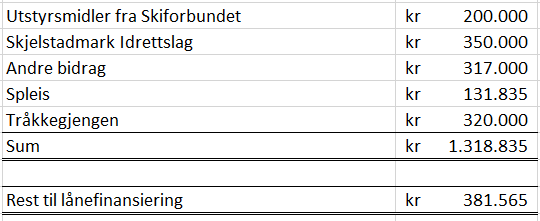 Utstyrsmidler fra Skiforbundet kr 200.000
Skjelstadmark Idrettslag kr 350.000
Andre bidrag kr 317.000
Spleis kr 131.835
Tråkkegjengen kr 320.000
Sum kr 1.318.835
Rest til lånefinansiering kr 381.565